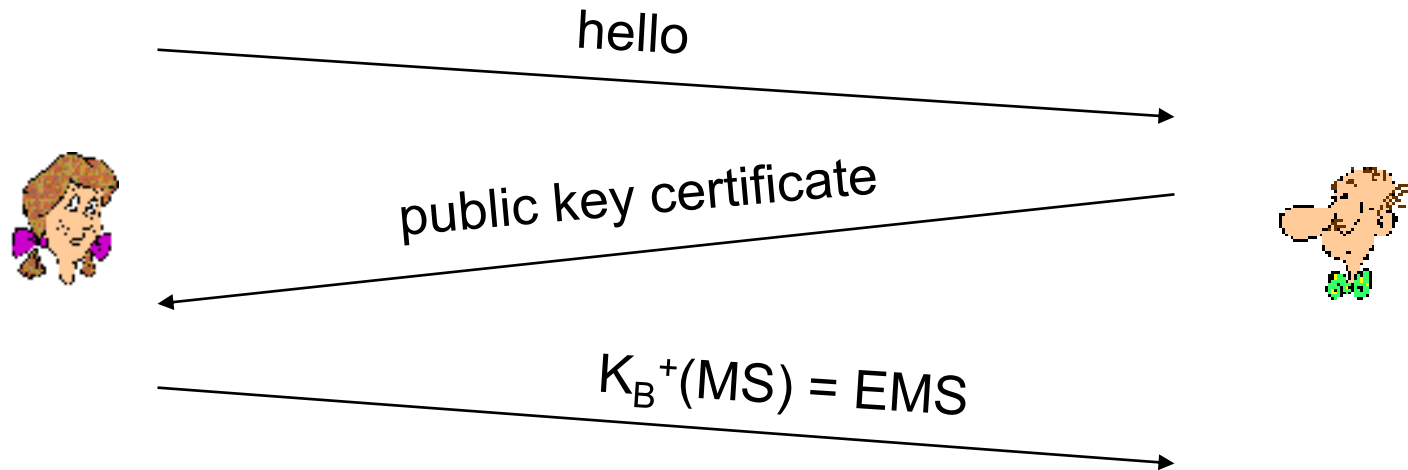 hello
public key certificate
K_B^+(MS) = EMS